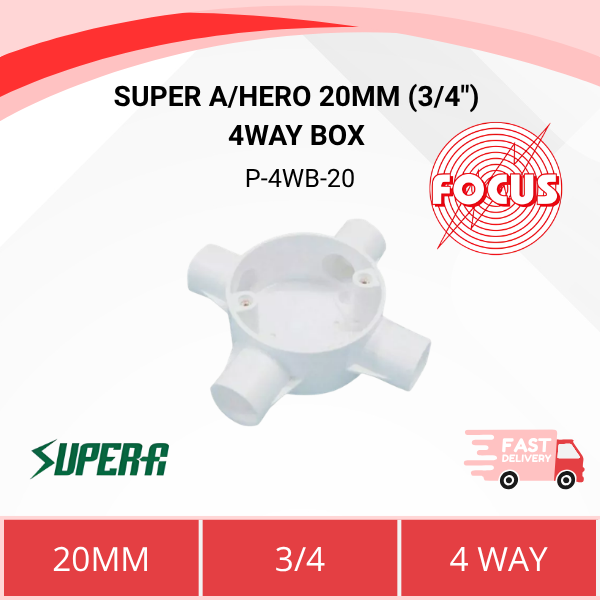 SUPER A/HERO 20MM (3/4")
4WAY BOX
P-4WB-20
FOCUS
SUPERA
FAST
DELIVERY
20MM
3/4
4 WAY